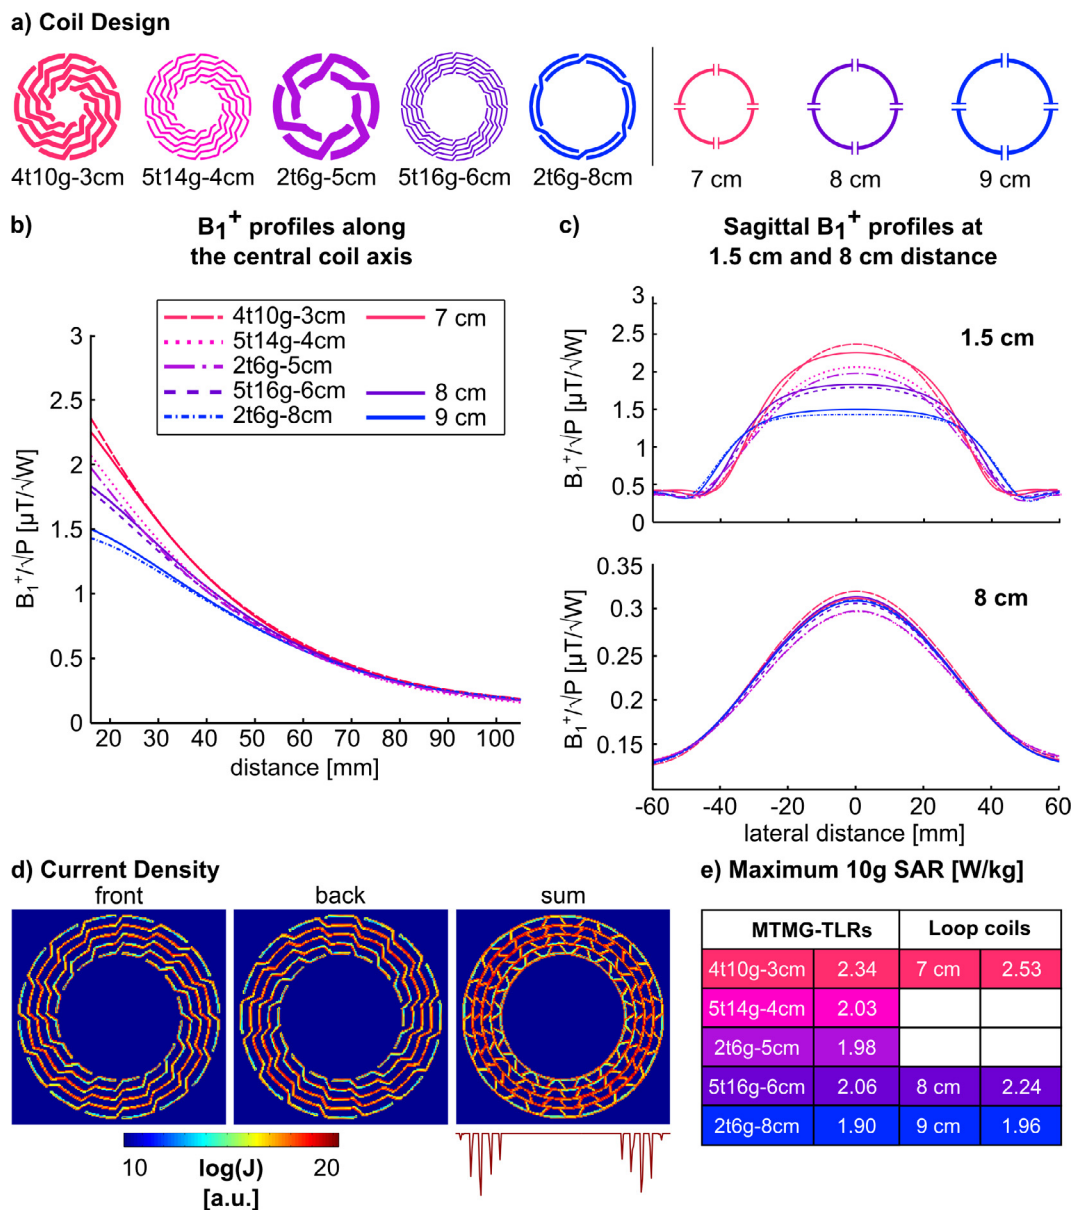 a) Coil Design
4t10g-3cm 5t14g-4cm 2t6g-5cm 5t16g-6cm 2t6g-8cm 7 cm 8 cm 9 cm
b) B₁⁺ profiles along
the central coil axis
4t10g-3cm 7 cm
5t14g-4cm
2t6g-5cm
5t16g-6cm 8 cm
2t6g-8cm 9 cm
3
2.5
2
1.5
1
0.5
0
B₁⁺/√P [µT/√W]
20 30 40 50 60 70 80 90 100
distance [mm]
c) Sagittal B₁⁺ profiles at
1.5 cm and 8 cm distance
3
2.5
2
1.5
1
0.5
0
B₁⁺/√P [µT/√W]
1.5 cm
0.35
0.3
0.25
0.2
0.15
B₁⁺/√P [µT/√W]
8 cm
-60 -40 -20 0 20 40 60
lateral distance [mm]
d) Current Density
front back sum
10 log(J) 20
[a.u.]
e) Maximum 10g SAR [W/kg]
MTMG-TLRs Loop coils
4t10g-3cm 2.34 7 cm 2.53
5t14g-4cm 2.03
2t6g-5cm 1.98
5t16g-6cm 2.06 8 cm 2.24
2t6g-8cm 1.90 9 cm 1.96